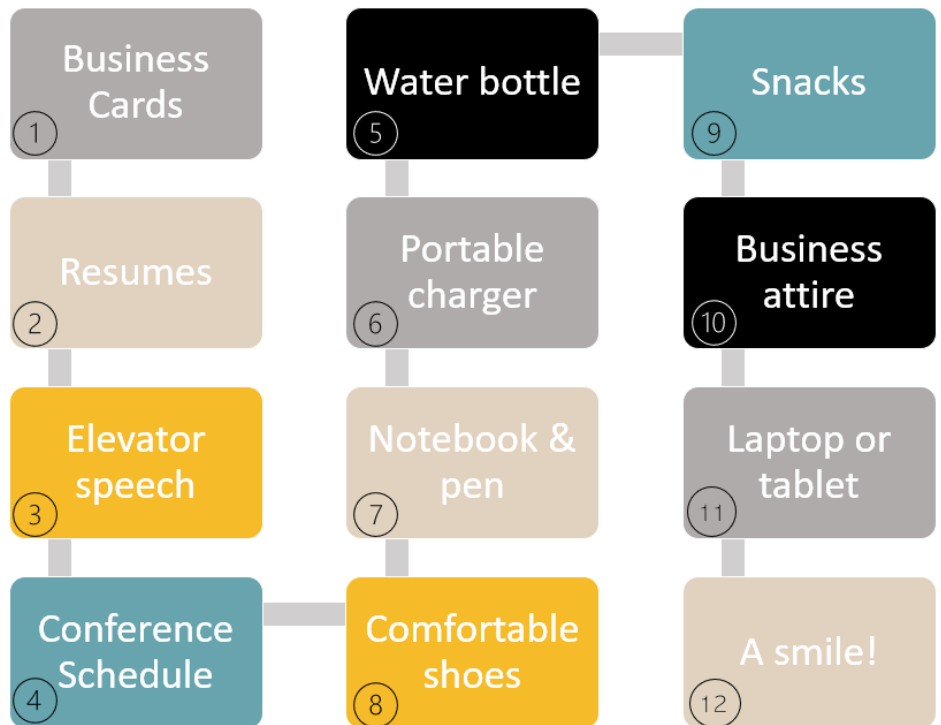 Business
Cards
1
Resumes
2
Elevator
speech
3
Conference
Schedule
4
Water bottle
5
Portable
charger
6
Notebook &
pen
7
Comfortable
shoes
8
Snacks
9
Business
attire
10
Laptop or
tablet
11
A smile!
12